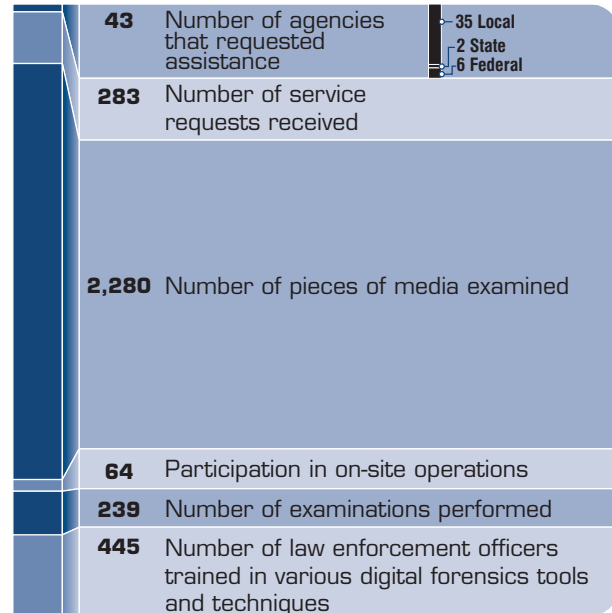 43 Number of agencies
that requested
assistance
35 Local
2 State
6 Federal
283 Number of service
requests received
2,280 Number of pieces of media examined
64 Participation in on-site operations
239 Number of examinations performed
445 Number of law enforcement officers
trained in various digital forensics tools
and techniques